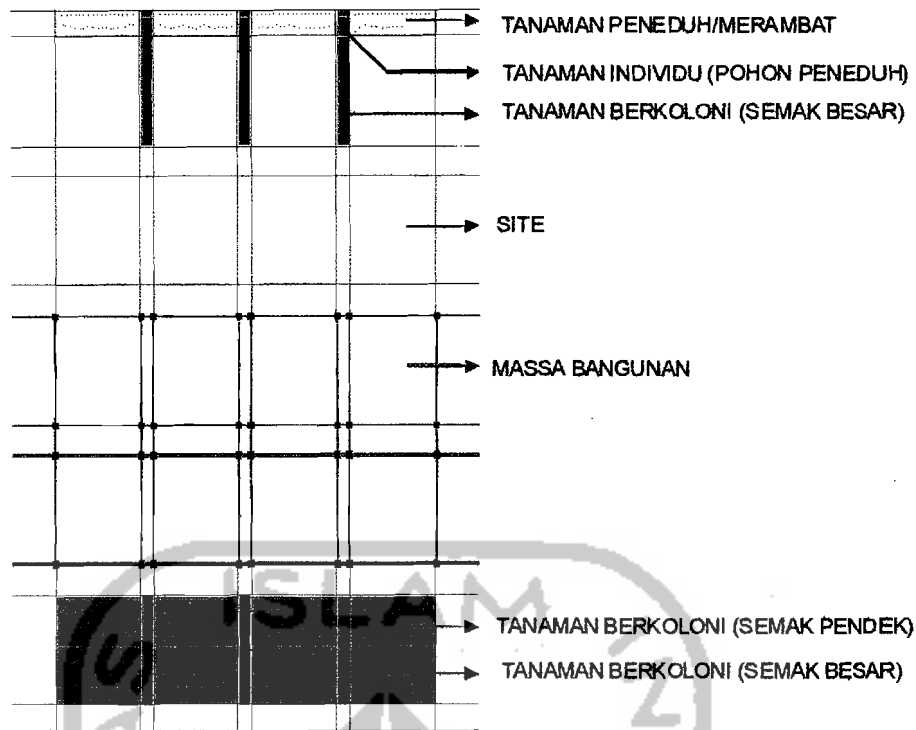 TANAMAN PENEDUH/MERAMBAT
TANAMAN INDIVIDU (POHON PENEDUH)
TANAMAN BERKOLONI (SEMAK BESAR)
SITE
MASSA BANGUNAN
ISLAM
TANAMAN BERKOLONI (SEMAK PENDEK)
TANAMAN BERKOLONI (SEMAK BESAR)